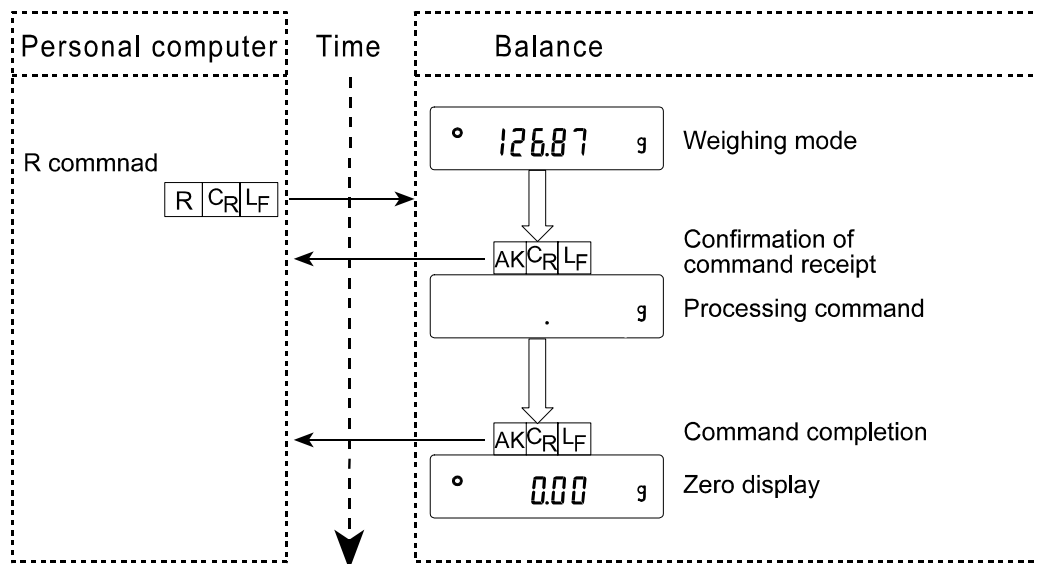 Personal computer Time Balance
126.87 g Weighing mode
R commnad
R CR LF
AK CR LF Confirmation of
command receipt
. g Processing command
AK CR LF Command completion
0.00 g Zero display